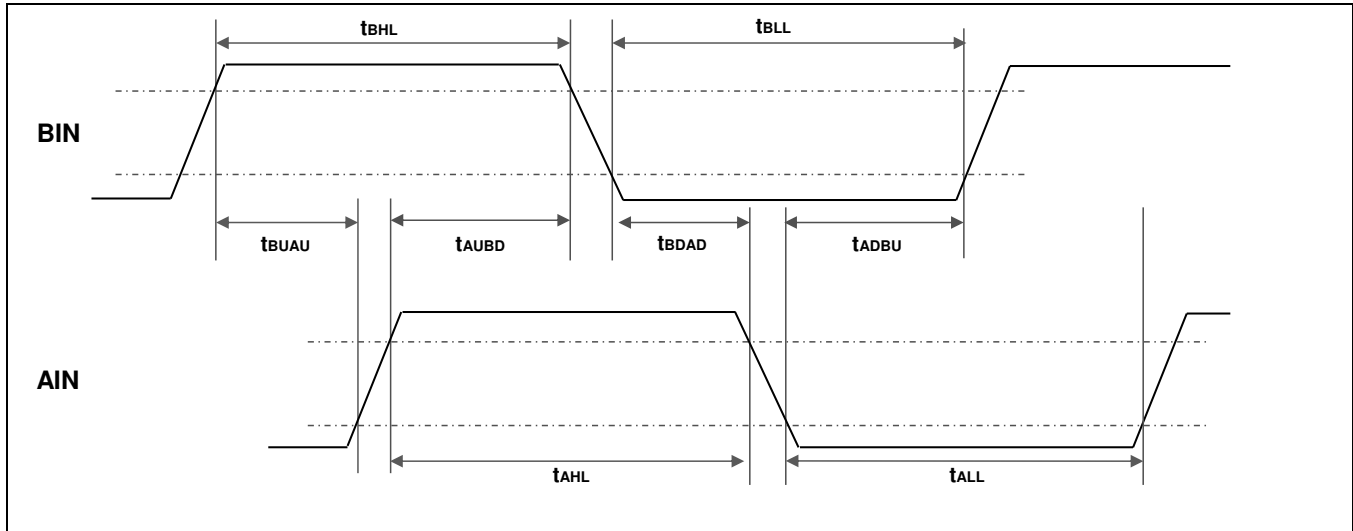 tBHL
tBLL
BIN
tBUAU
tAUBD
tBDAD
tADBU
AIN
tAHL
tALL